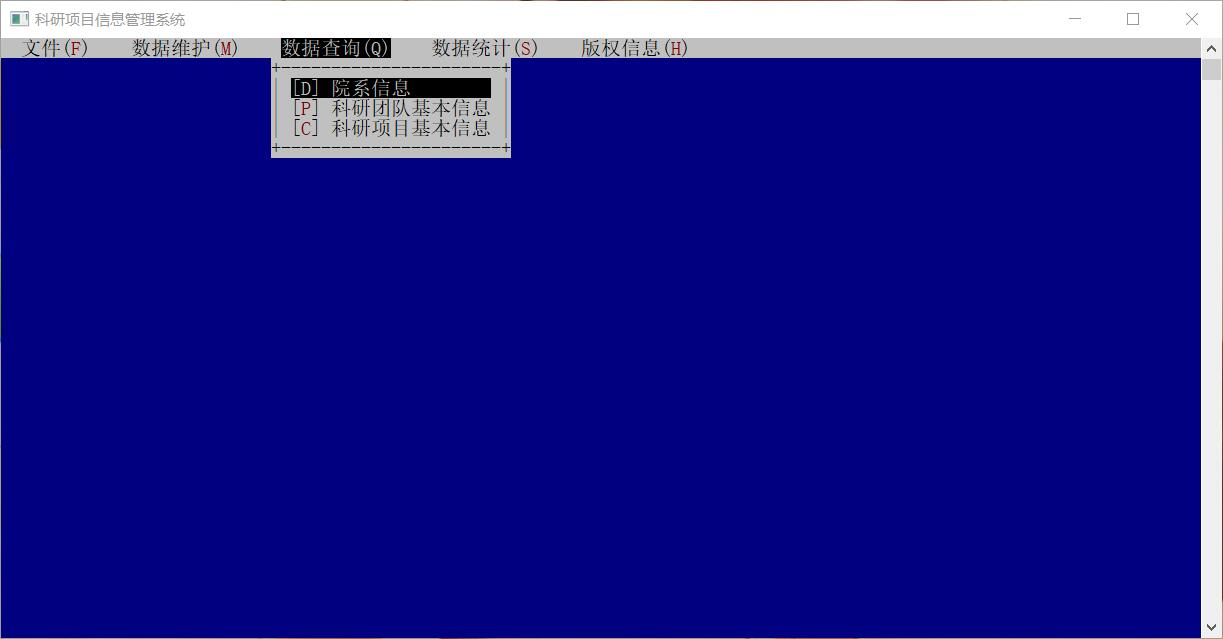 科研项目信息管理系统
文件(F) 数据维护(M) 数据查询(Q) 数据统计(S) 版权信息(H)
[D] 院系信息
[P] 科研团队基本信息
[C] 科研项目基本信息